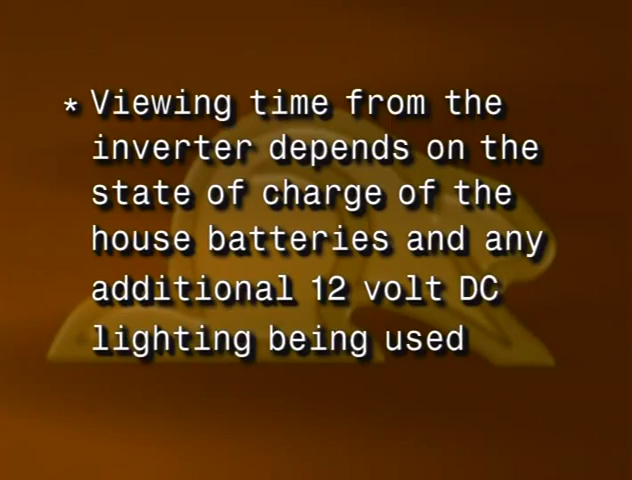 * Viewing time from the
inverter depends on the
state of charge of the
house batteries and any
additional 12 volt DC
lighting being used